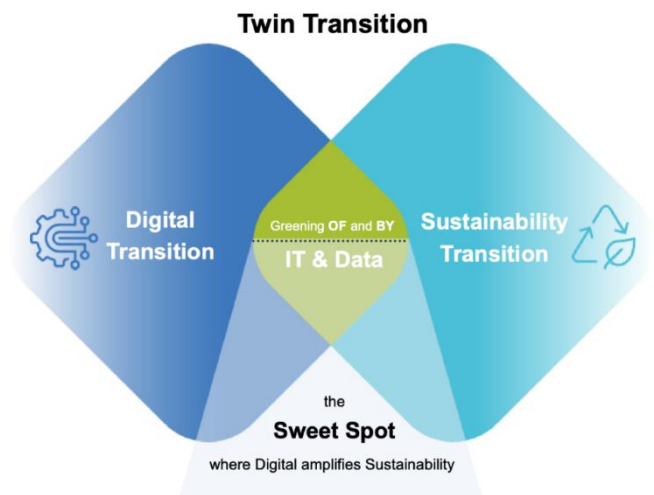 Twin Transition
Digital
Transition
Greening OF and BY
IT & Data
Sustainability
Transition
the
Sweet Spot
where Digital amplifies Sustainability